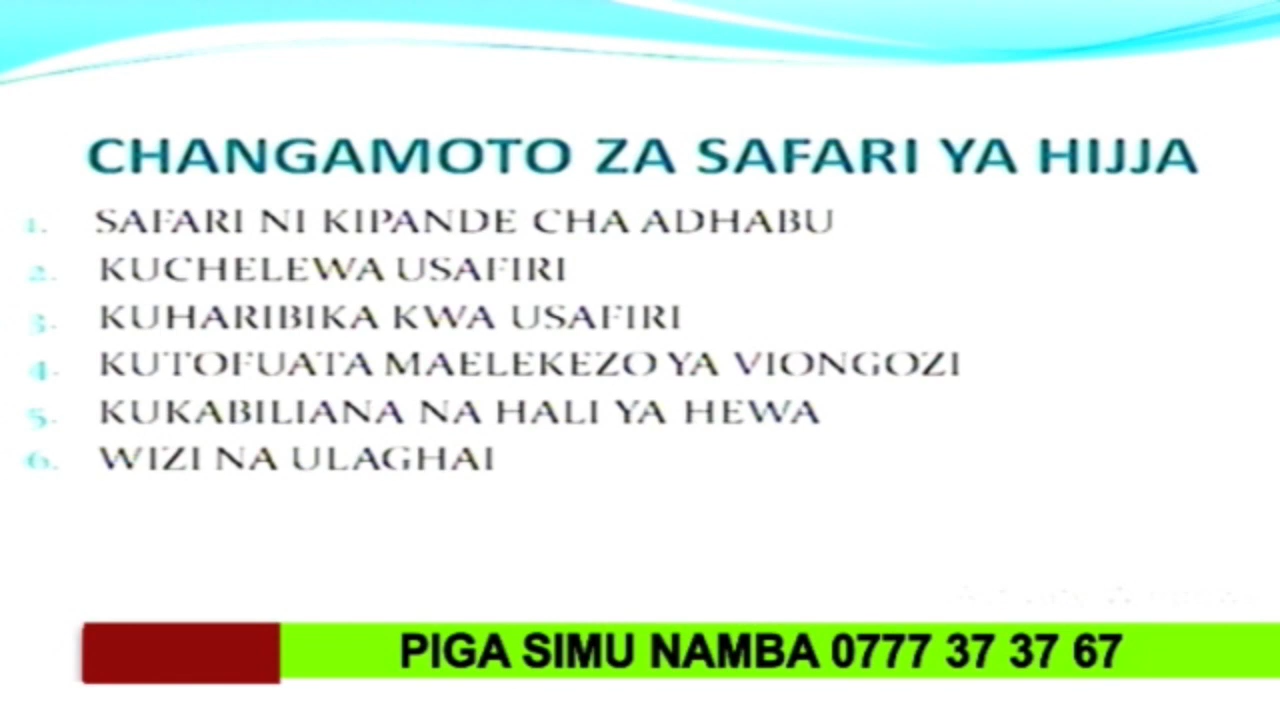 CHANGAMOTO ZA SAFARI YA HIJJA
1. SAFARI NI KIPANDE CHA ADHABU
2. KUCHELEWA USAFIRI
3. KUHARIBIKA KWA USAFIRI
4. KUTOFUATA MAELEKEZO YA VIONGOZI
5. KUKABILIANA NA HALI YA HEWA
6. WIZI NA ULAGHAI
PIGA SIMU NAMBA 0777 37 37 67